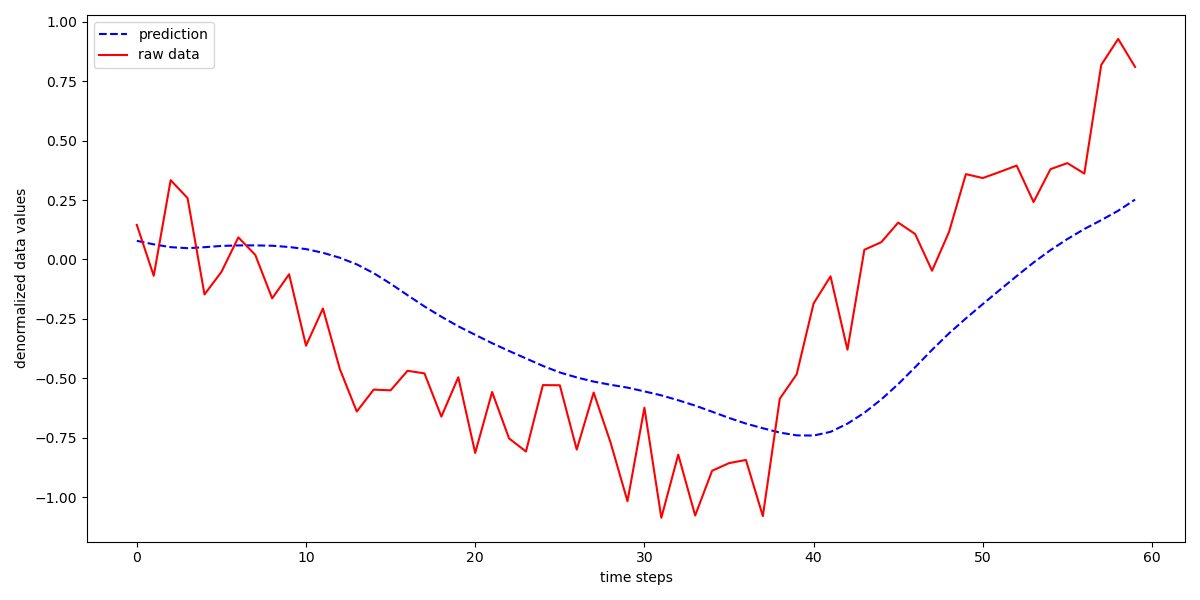 prediction
raw data
1.00
0.75
0.50
0.25
0.00
−0.25
−0.50
−0.75
−1.00
denormalized data values
0 10 20 30 40 50 60
time steps